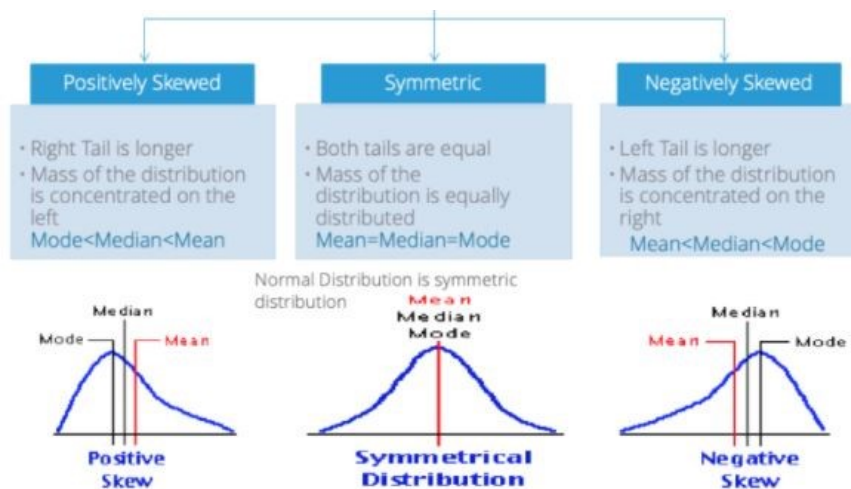 Positively Skewed
• Right Tail is longer
• Mass of the distribution
is concentrated on the
left
Mode<Median<Mean
Symmetric
• Both tails are equal
• Mass of the
distribution is equally
distributed
Mean=Median=Mode
Negatively Skewed
• Left Tail is longer
• Mass of the distribution
is concentrated on the
right
Mean<Median<Mode
Normal Distribution is symmetric
distribution
Median
Mode
Mean
Positive
Skew
Mean
Median
Mode
Symmetrical
Distribution
Median
Mean
Mode
Negative
Skew